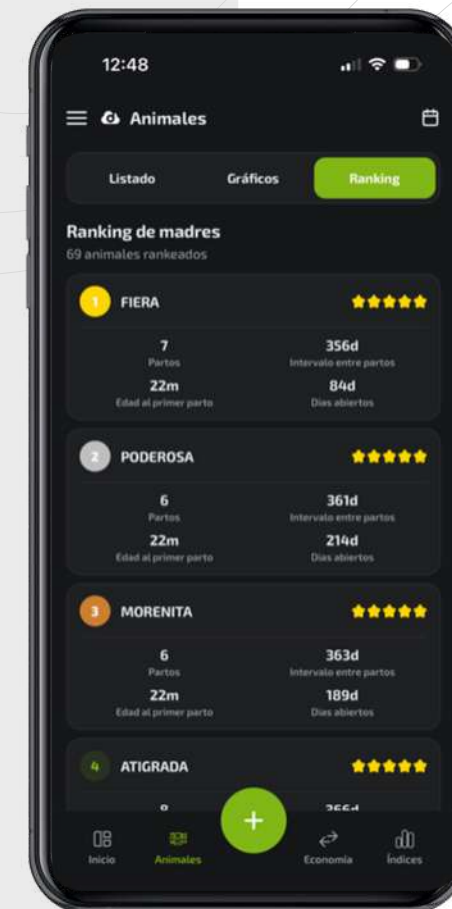 12:48
Animales
Listado Gráficos Ranking
Ranking de madres
69 animales rankeados
1 FIERA
7 356d
Partos Intervalo entre partos
22m 84d
Edad al primer parto Días abiertos
2 PODEROSA
6 361d
Partos Intervalo entre partos
22m 214d
Edad al primer parto Días abiertos
3 MORENITA
6 363d
Partos Intervalo entre partos
22m 189d
Edad al primer parto Días abiertos
4 ATIGRADA
Inicio Animales + Economía Índices